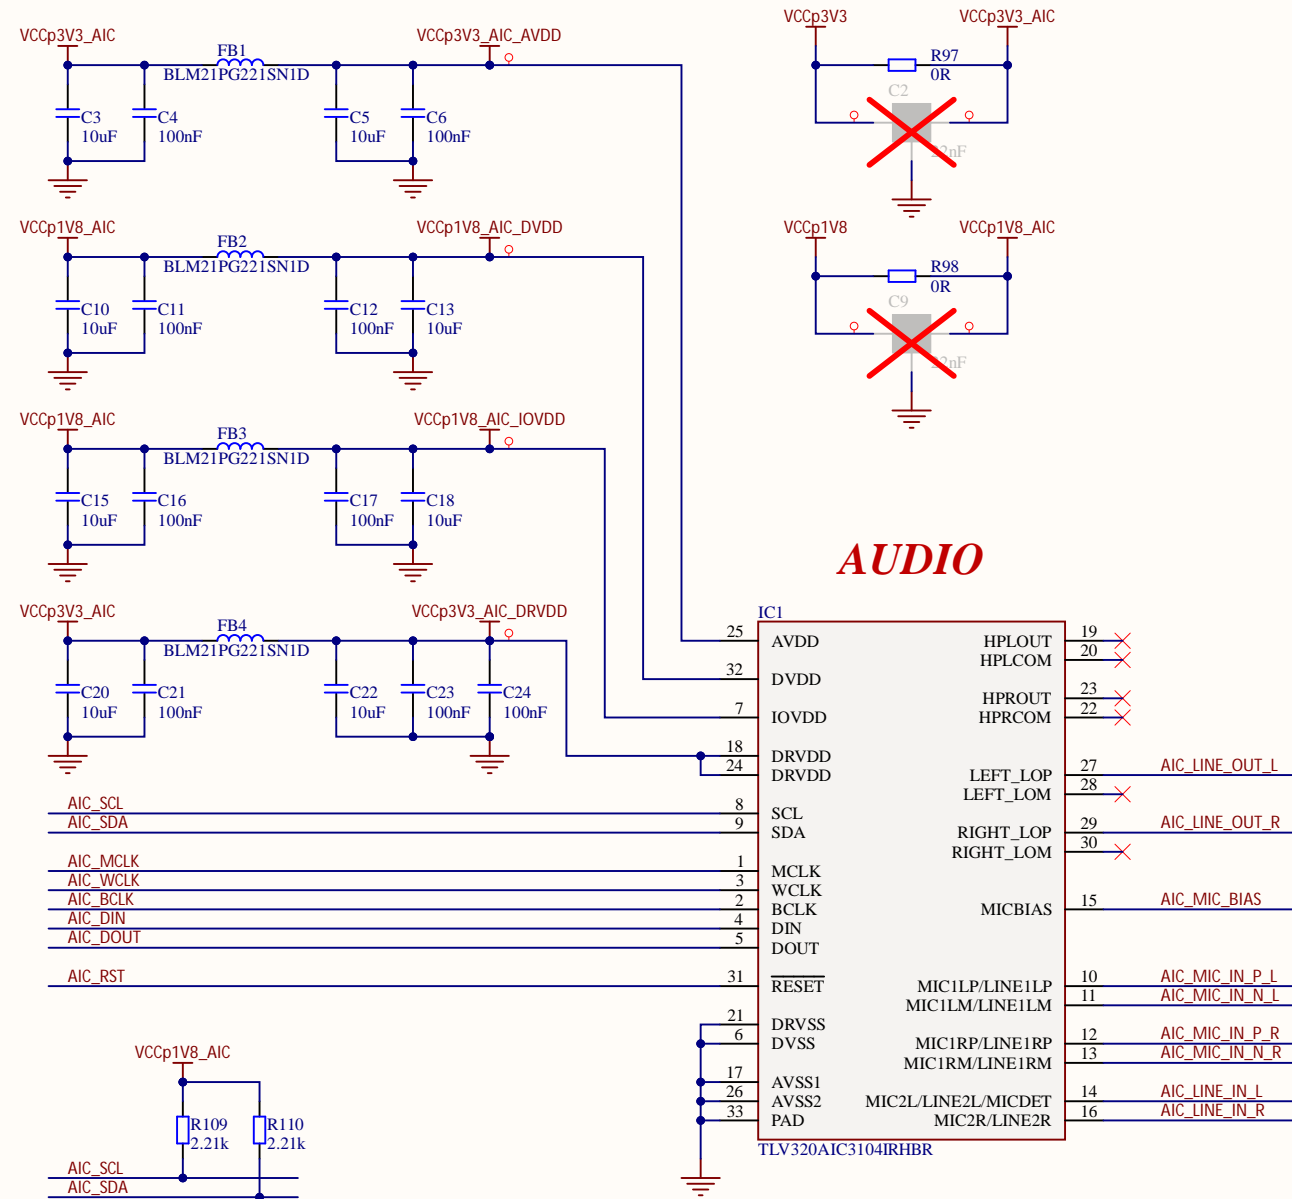 VCCp3V3_AIC
FB1
BLM21PG221SN1D
VCCp3V3_AIC_AVDD
C3
10uF
C4
100nF
C5
10uF
C6
100nF
VCCp3V3
VCCp3V3_AIC
R97
0R
C2
22nF
VCCp1V8_AIC
FB2
BLM21PG221SN1D
VCCp1V8_AIC_DVDD
C10
10uF
C11
100nF
C12
100nF
C13
10uF
VCCp1V8
VCCp1V8_AIC
R98
0R
C9
22nF
VCCp1V8_AIC
FB3
BLM21PG221SN1D
VCCp1V8_AIC_IOVDD
C15
10uF
C16
100nF
C17
100nF
C18
10uF
VCCp3V3_AIC
FB4
BLM21PG221SN1D
VCCp3V3_AIC_DRVDD
C20
10uF
C21
100nF
C22
10uF
C23
100nF
C24
100nF
AUDIO
IC1
25 AVDD
32 DVDD
7 IOVDD
18 DRVDD
24 DRVDD
AIC_SCL 8 SCL
AIC_SDA 9 SDA
AIC_MCLK 1 MCLK
AIC_WCLK 3 WCLK
AIC_BCLK 2 BCLK
AIC_DIN 4 DIN
AIC_DOUT 5 DOUT
AIC_RST 31 RESET
21 DRVSS
6 DVSS
17 AVSS1
26 AVSS2
33 PAD
HPLOUT 19
HPLCOM 20
HPROUT 23
HPRCOM 22
LEFT_LOP 27 AIC_LINE_OUT_L
LEFT_LOM 28
RIGHT_LOP 29 AIC_LINE_OUT_R
RIGHT_LOM 30
MICBIAS 15 AIC_MIC_BIAS
MIC1LP/LINE1LP 10 AIC_MIC_IN_P_L
MIC1LM/LINE1LM 11 AIC_MIC_IN_N_L
MIC1RP/LINE1RP 12 AIC_MIC_IN_P_R
MIC1RM/LINE1RM 13 AIC_MIC_IN_N_R
MIC2L/LINE2L/MICDET 14 AIC_LINE_IN_L
MIC2R/LINE2R 16 AIC_LINE_IN_R
TLV320AIC3104IRHBR
VCCp1V8_AIC
R109
2.21k
R110
2.21k
AIC_SCL
AIC_SDA